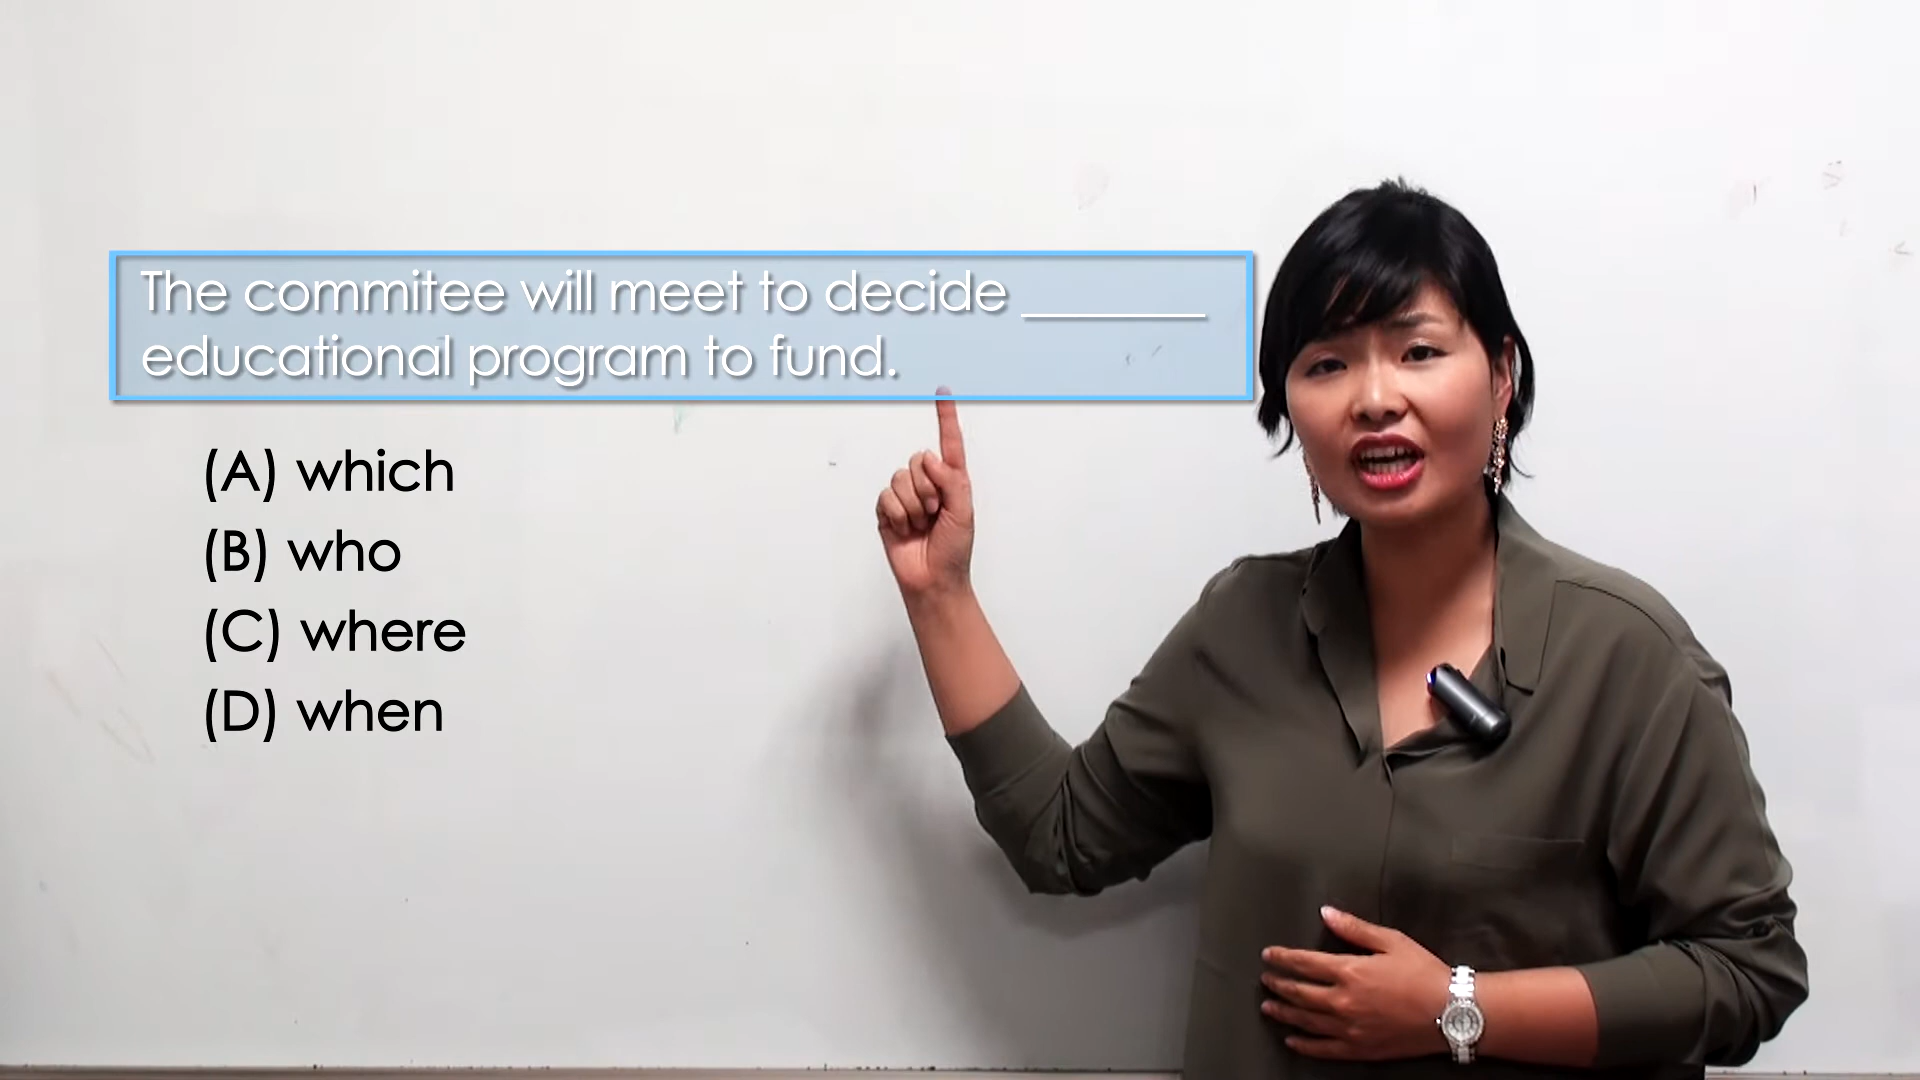 The commitee will meet to decide _______
educational program to fund.
(A) which
(B) who
(C) where
(D) when